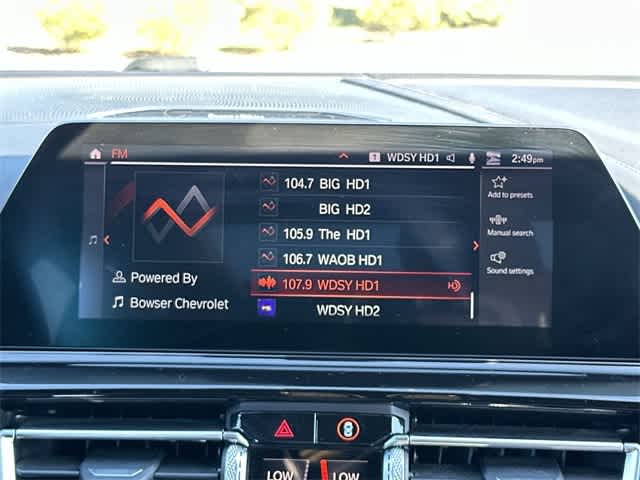 FM
1 WDSY HD1 2:49pm
104.7 BIG HD1
BIG HD2
105.9 The HD1
106.7 WAOB HD1
107.9 WDSY HD1
WDSY HD2
Powered By
Bowser Chevrolet
Add to presets
Manual search
Sound settings
LOW LOW